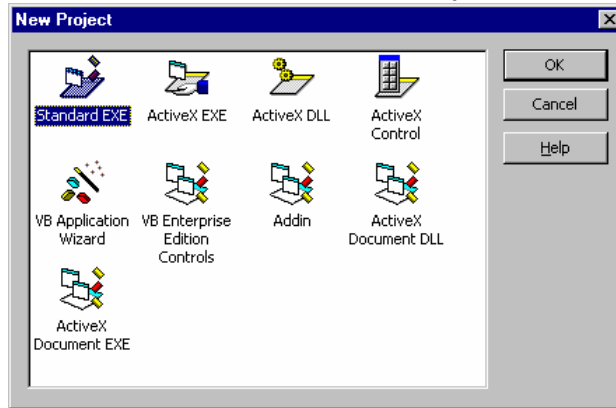 New Project
Standard EXE
ActiveX EXE
ActiveX DLL
ActiveX
Control
OK
Cancel
Help
VB Application
Wizard
VB Enterprise
Edition
Controls
Addin
ActiveX
Document DLL
ActiveX
Document EXE